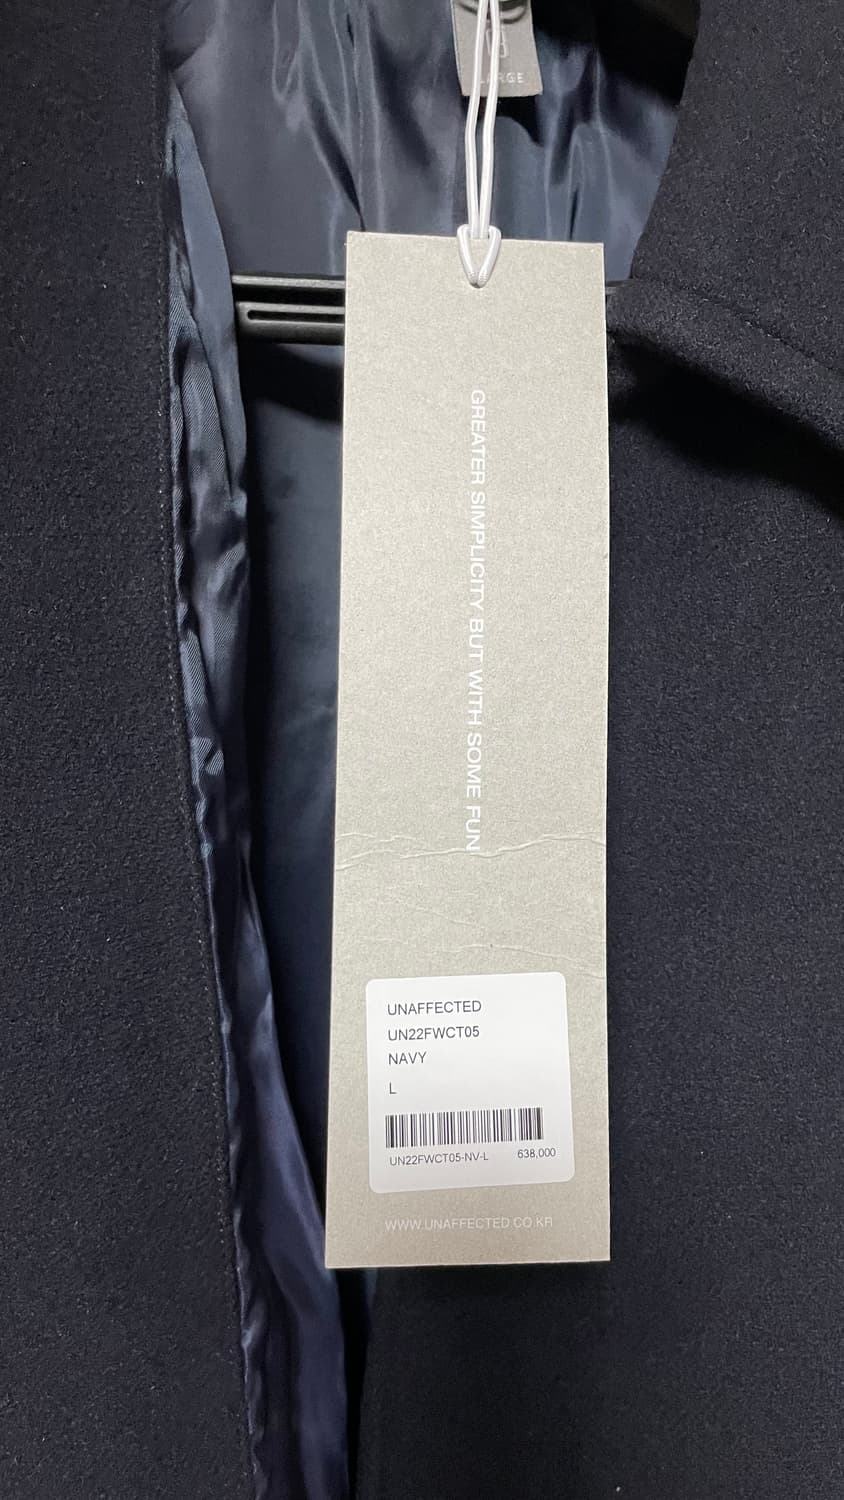 LARGE
GREATER SIMPLICITY BUT WITH SOME FUN
UNAFFECTED
UN22FWCT05
NAVY
L
UN22FWCT05-NV-L 638,000
WWW.UNAFFECTED.CO.KR